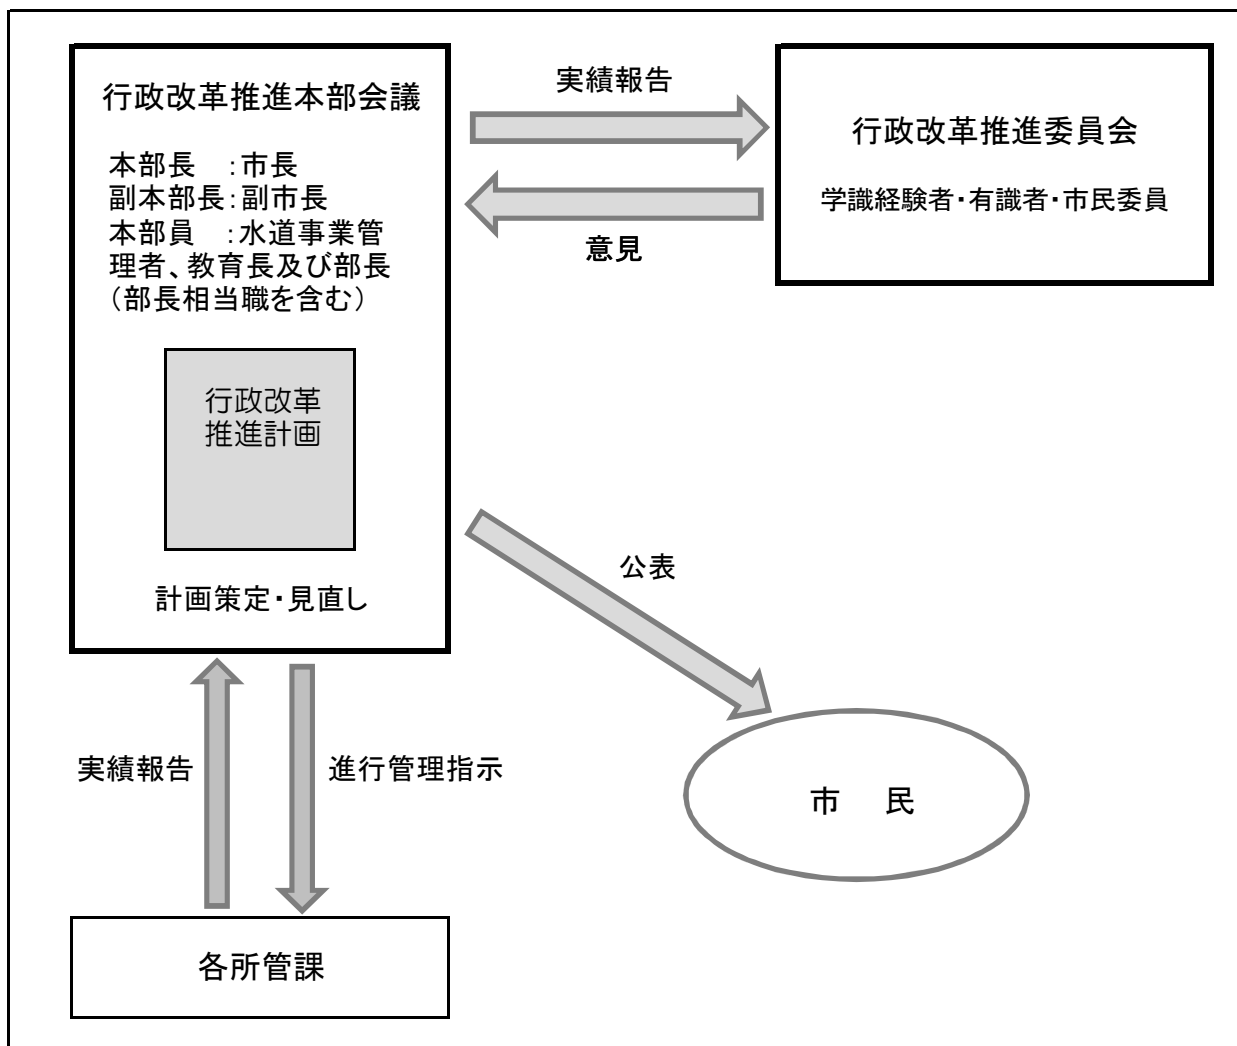 行政改革推進本部会議
本部長　：市長
副本部長：副市長
本部員　：水道事業管
理者、教育長及び部長
（部長相当職を含む）
行政改革
推進計画
計画策定・見直し
実績報告
意見
行政改革推進委員会
学識経験者・有識者・市民委員
公表
市　民
実績報告
進行管理指示
各所管課